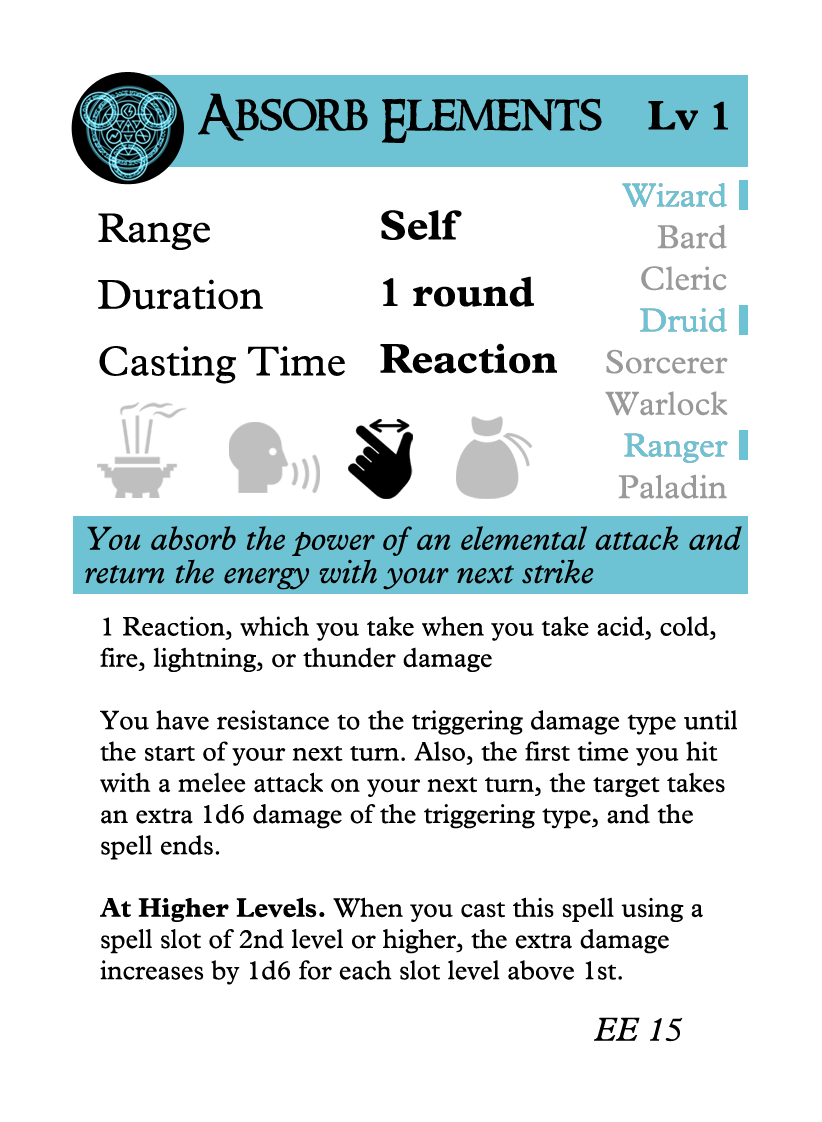 Absorb Elements Lv 1
Wizard
Range Self
Bard
Cleric
Duration 1 round
Druid
Casting Time Reaction
Sorcerer
Warlock
Ranger
Paladin
You absorb the power of an elemental attack and
return the energy with your next strike
1 Reaction, which you take when you take acid, cold,
fire, lightning, or thunder damage
You have resistance to the triggering damage type until
the start of your next turn. Also, the first time you hit
with a melee attack on your next turn, the target takes
an extra 1d6 damage of the triggering type, and the
spell ends.
At Higher Levels. When you cast this spell using a
spell slot of 2nd level or higher, the extra damage
increases by 1d6 for each slot level above 1st.
EE 15